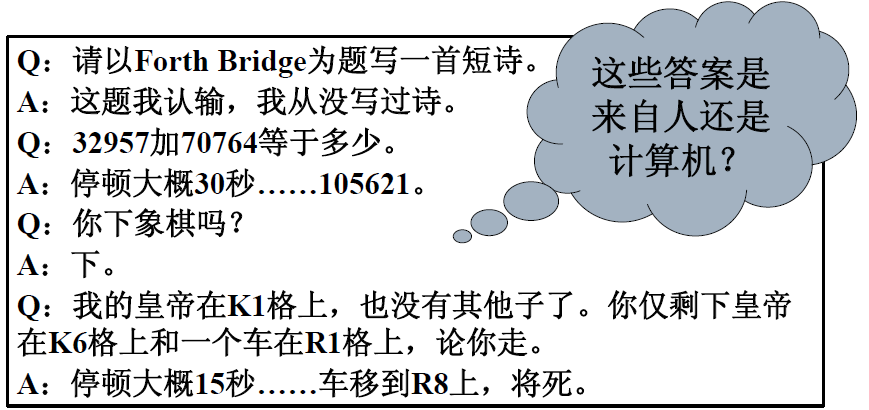 Q：请以Forth Bridge为题写一首短诗。
A：这题我认输，我从没写过诗。
Q：32957加70764等于多少。
A：停顿大概30秒……105621。
Q：你下象棋吗？
A：下。
Q：我的皇帝在K1格上，也没有其他子了。你仅剩下皇帝
在K6格上和一个车在R1格上，论你走。
A：停顿大概15秒……车移到R8上，将死。
这些答案是
来自人还是
计算机？